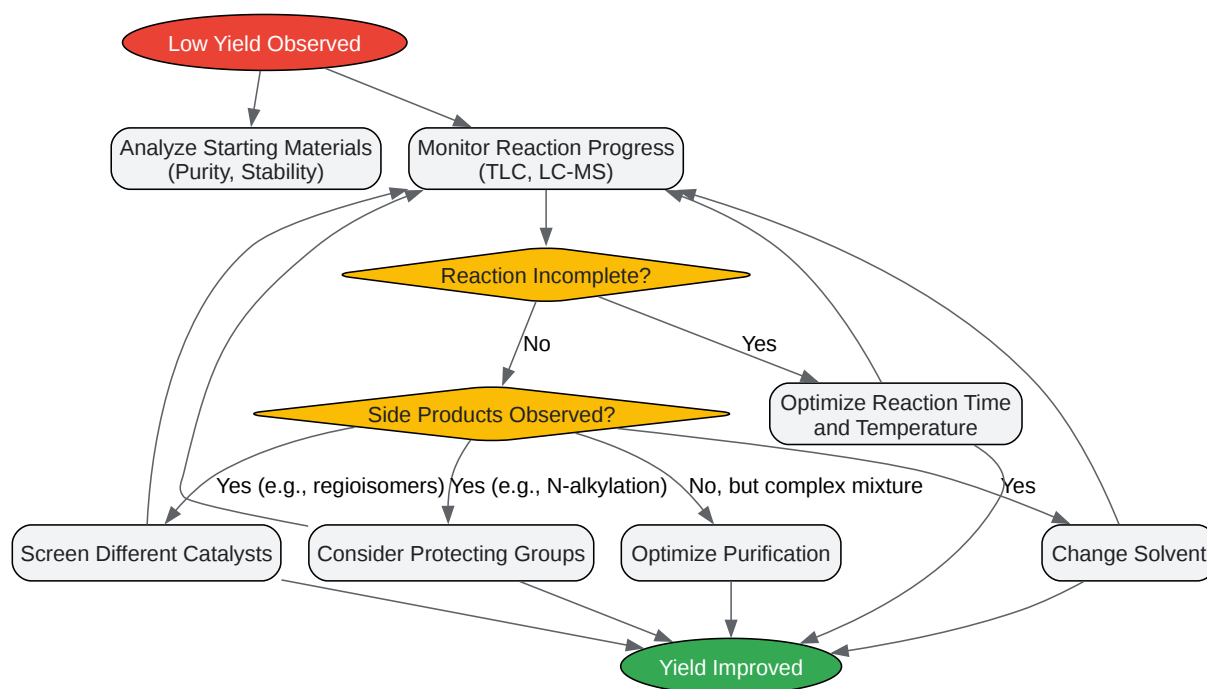 Low Yield Observed
Analyze Starting Materials
(Purity, Stability)
Monitor Reaction Progress
(TLC, LC-MS)
Reaction Incomplete?
No
Yes
Side Products Observed?
Optimize Reaction Time
and Temperature
Yes (e.g., regioisomers)
Yes (e.g., N-alkylation)
No, but complex mixture
Yes
Screen Different Catalysts
Consider Protecting Groups
Optimize Purification
Change Solvent
Yield Improved